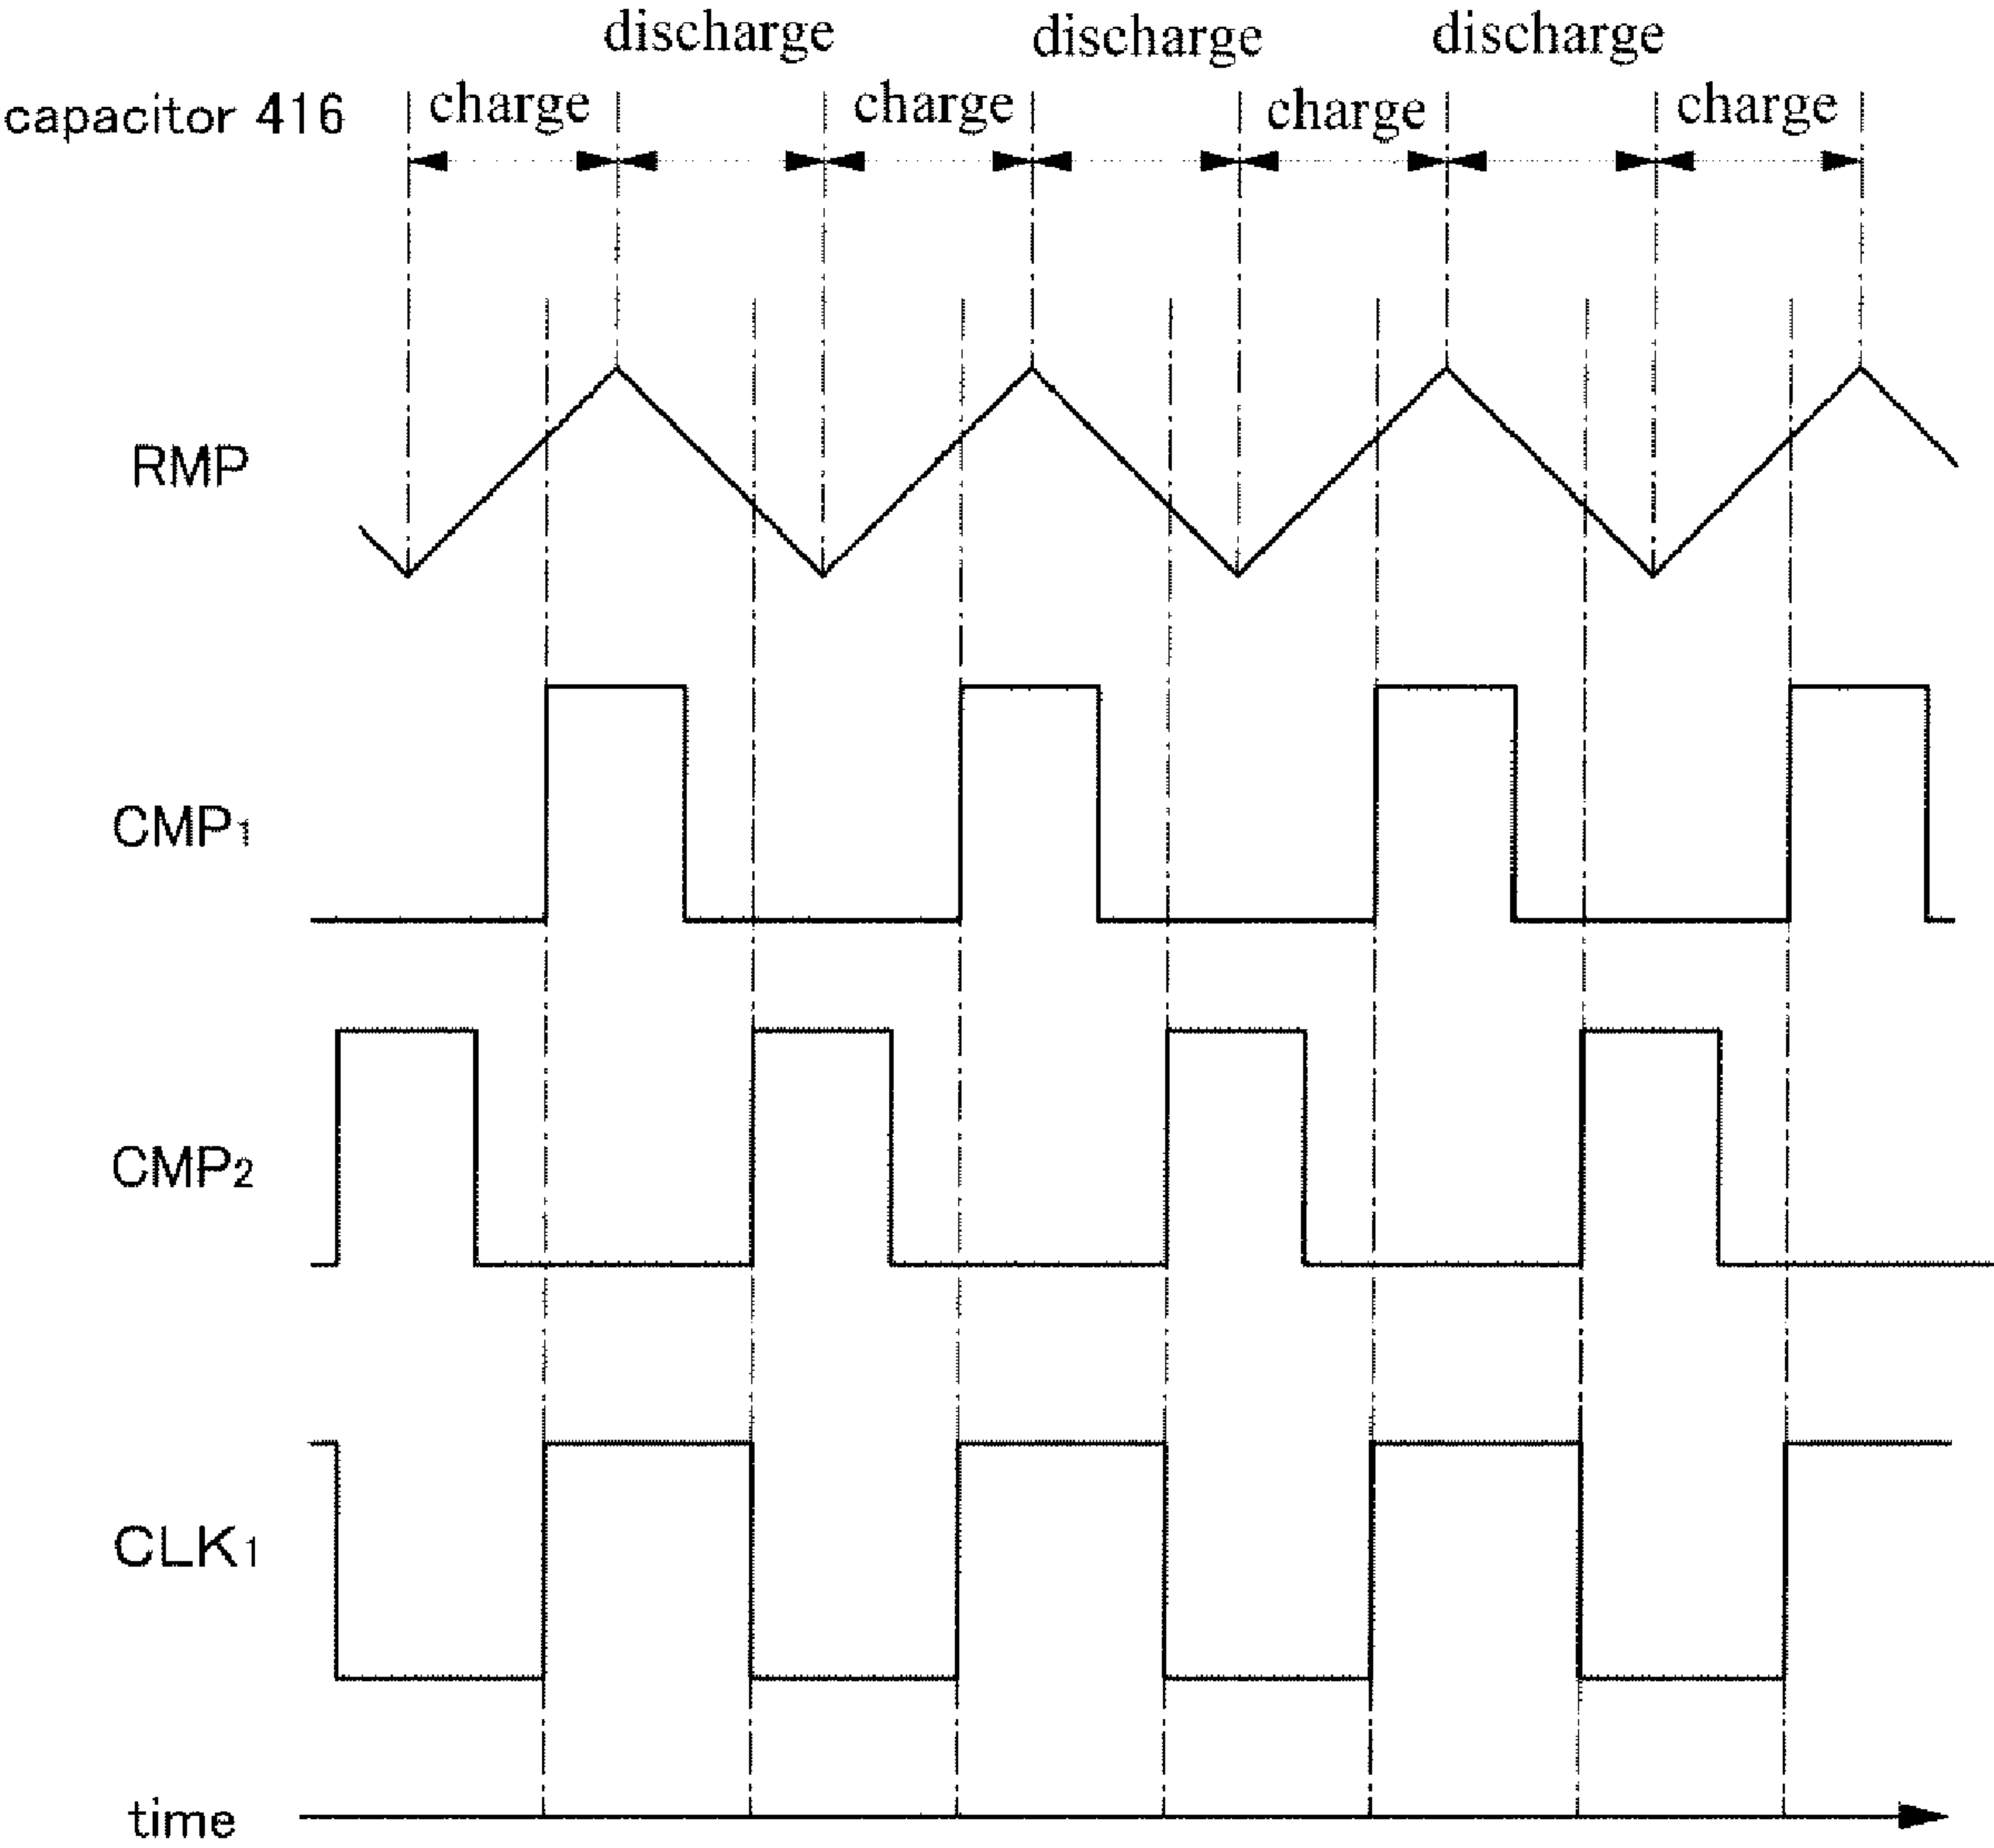 discharge discharge discharge
capacitor 416 charge charge charge charge
RMP
CMP1
CMP2
CLK1
time